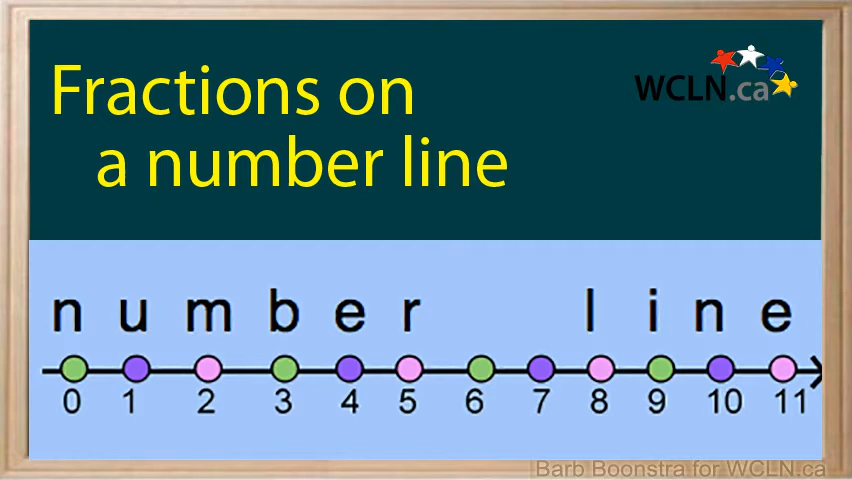 Fractions on
a number line
WCLN.ca
n u m b e r l i n e
0 1 2 3 4 5 6 7 8 9 10 11
Barb Boonstra for WCLN.ca